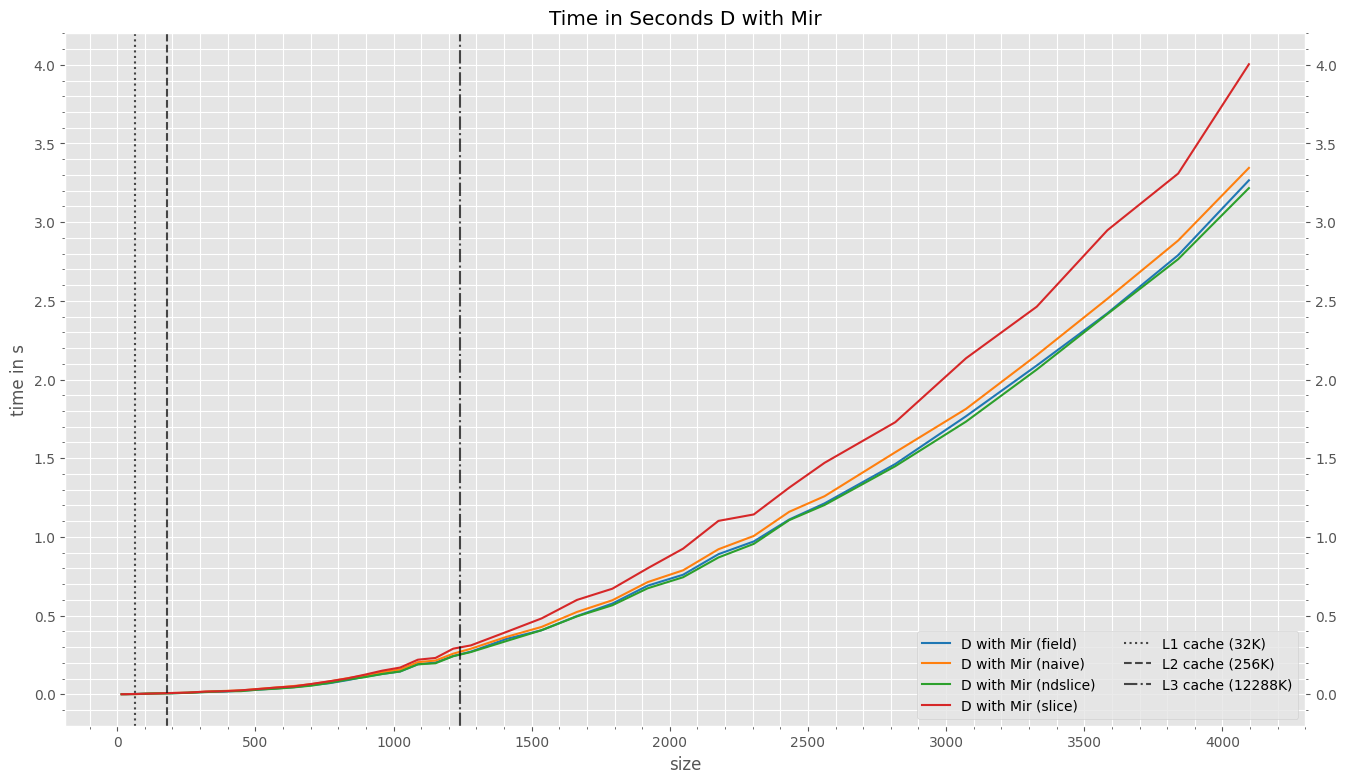 Time in Seconds D with Mir
4.0
3.5
3.0
2.5
2.0
1.5
1.0
0.5
0.0
time in s
4.0
3.5
3.0
2.5
2.0
1.5
1.0
0.5
0.0
D with Mir (field)
D with Mir (naive)
D with Mir (ndslice)
D with Mir (slice)
L1 cache (32K)
L2 cache (256K)
L3 cache (12288K)
0 500 1000 1500 2000 2500 3000 3500 4000
size